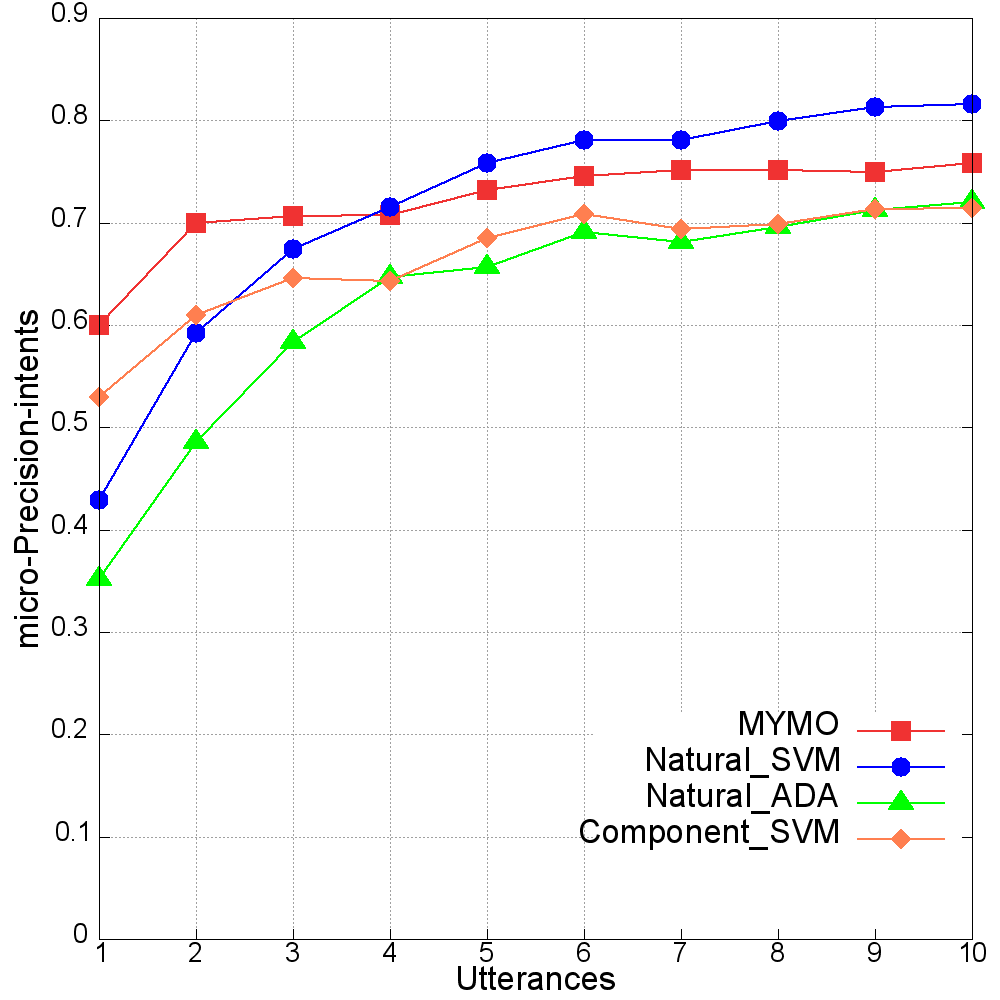 0.9
0.8
0.7
0.6
0.5
0.4
0.3
0.2
0.1
0
micro-Precision-intents
MYMO
Natural_SVM
Natural_ADA
Component_SVM
1 2 3 4 5 6 7 8 9 10
Utterances